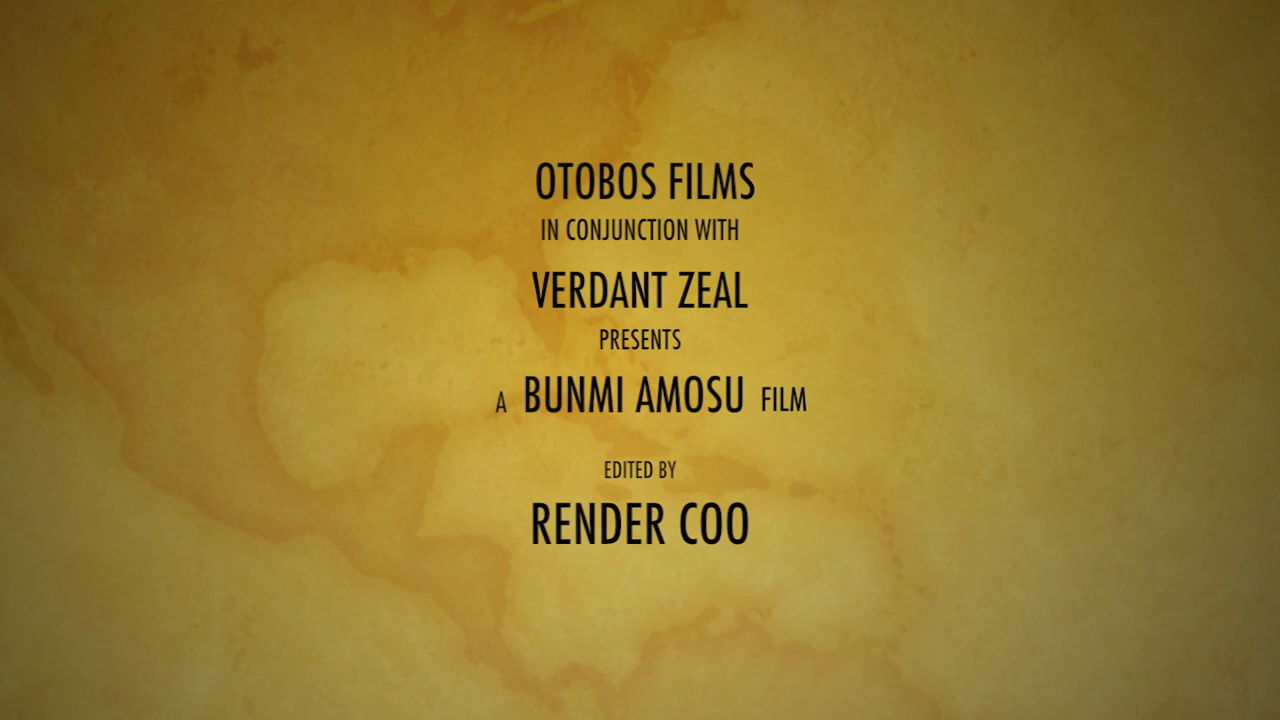 OTOBOS FILMS
IN CONJUNCTION WITH
VERDANT ZEAL
PRESENTS
A BUNMI AMOSU FILM
EDITED BY
RENDER COO